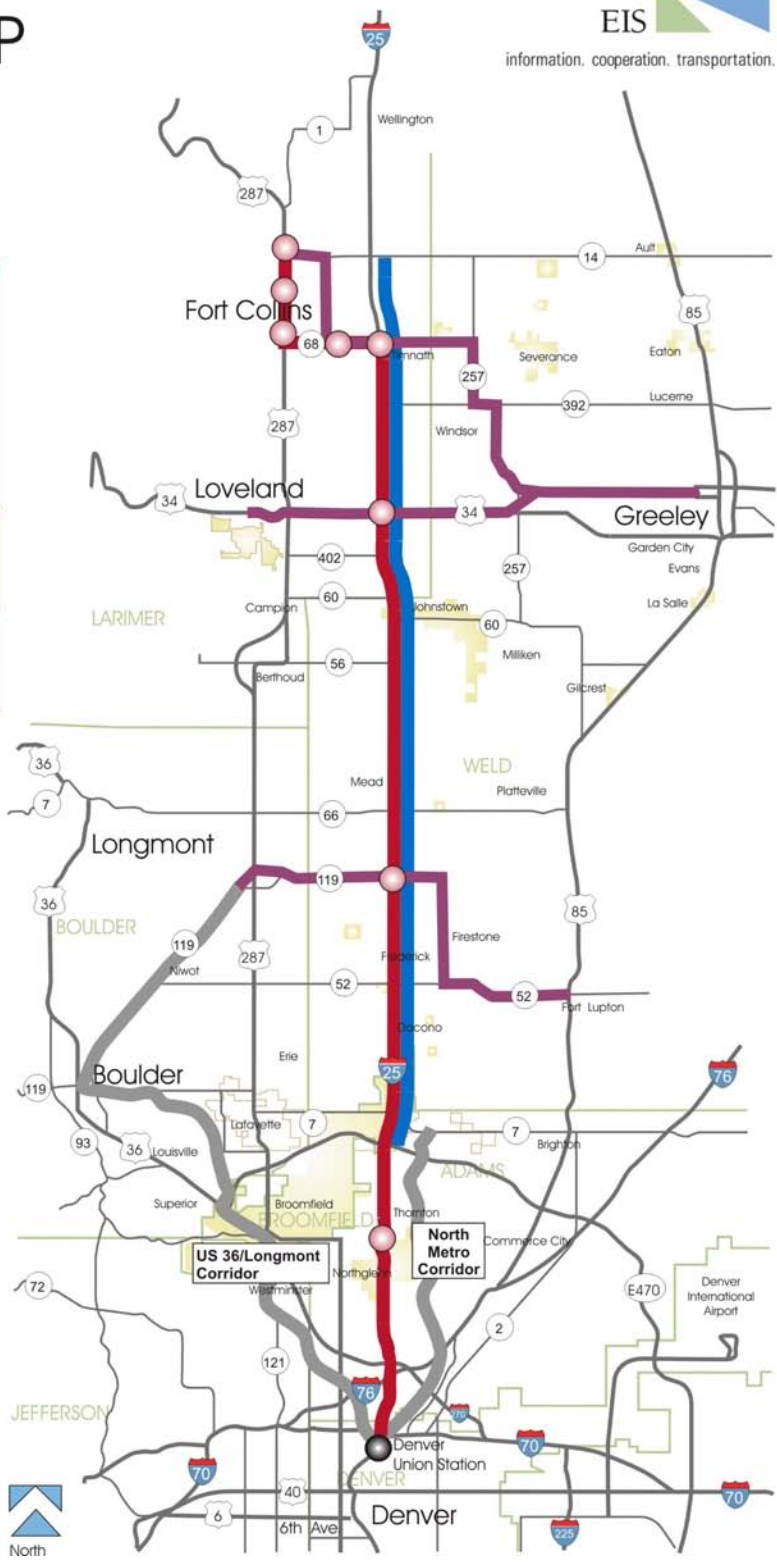 P
EIS
information. cooperation. transportation.
25
Wellington
1
287
14
Ault
85
Fort Collins
68
Severance
Eaton
257
287
392
Lucerne
Windsor
Loveland
34
34
Greeley
Garden City
402
257
Evans
60
La Salle
LARIMER
Campion
Johnstown
60
56
Milliken
Berthoud
Gilcrest
36
WELD
Mead
Platteville
7
66
Longmont
119
36
85
BOULDER
Firestone
119
287
Frederick
Niwot
52
52
Fort Lupton
Dacono
Erie
25
76
Boulder
119
Lafayette
7
7
93
36
Louisville
Brighton
ADAMS
Superior
Broomfield
Thornton
BROOMFIELD
North
Metro
Corridor
Commerce City
US 36/Longmont
Corridor
Northglenn
Denver
International
Airport
72
Westminster
E470
2
121
76
JEFFERSON
270
Denver
Union Station
70
70
DENVER
40
70
Denver
6
6th Ave
225
North